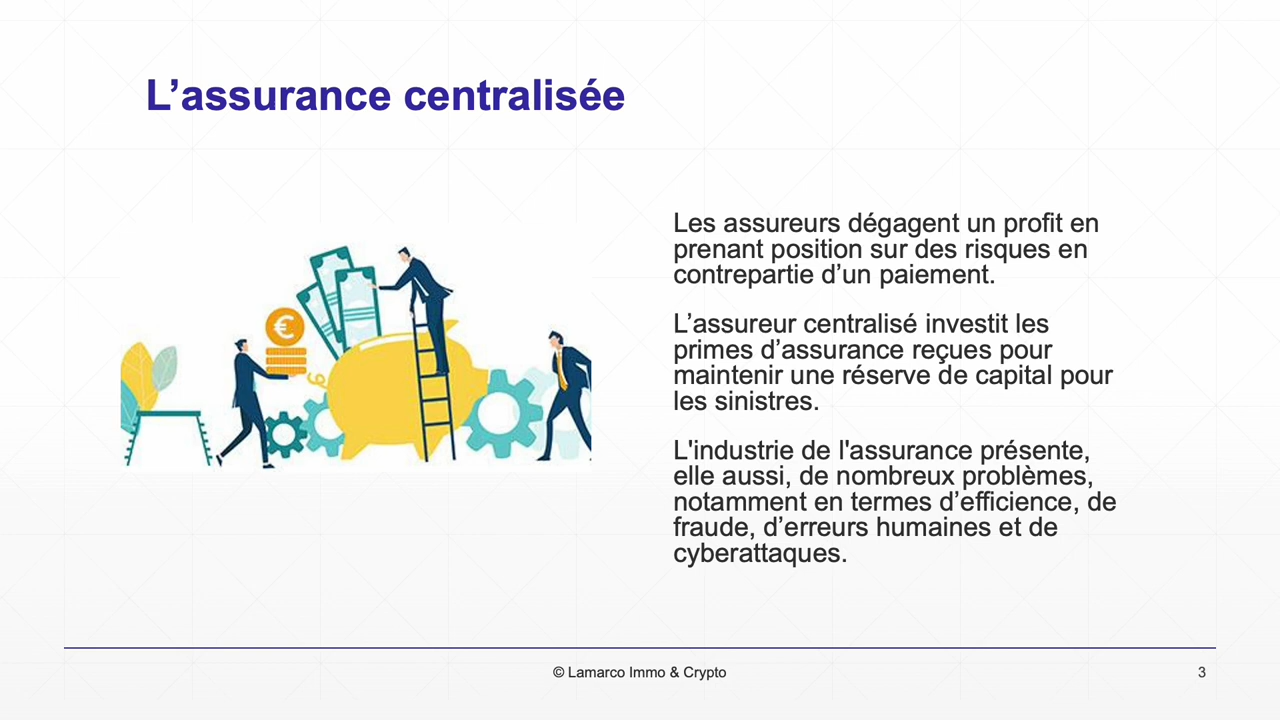 L’assurance centralisée
Les assureurs dégagent un profit en
prenant position sur des risques en
contrepartie d’un paiement.
L’assureur centralisé investit les
primes d’assurance reçues pour
maintenir une réserve de capital pour
les sinistres.
L'industrie de l'assurance présente,
elle aussi, de nombreux problèmes,
notamment en termes d’efficience, de
fraude, d’erreurs humaines et de
cyberattaques.
€
© Lamarco Immo & Crypto
3